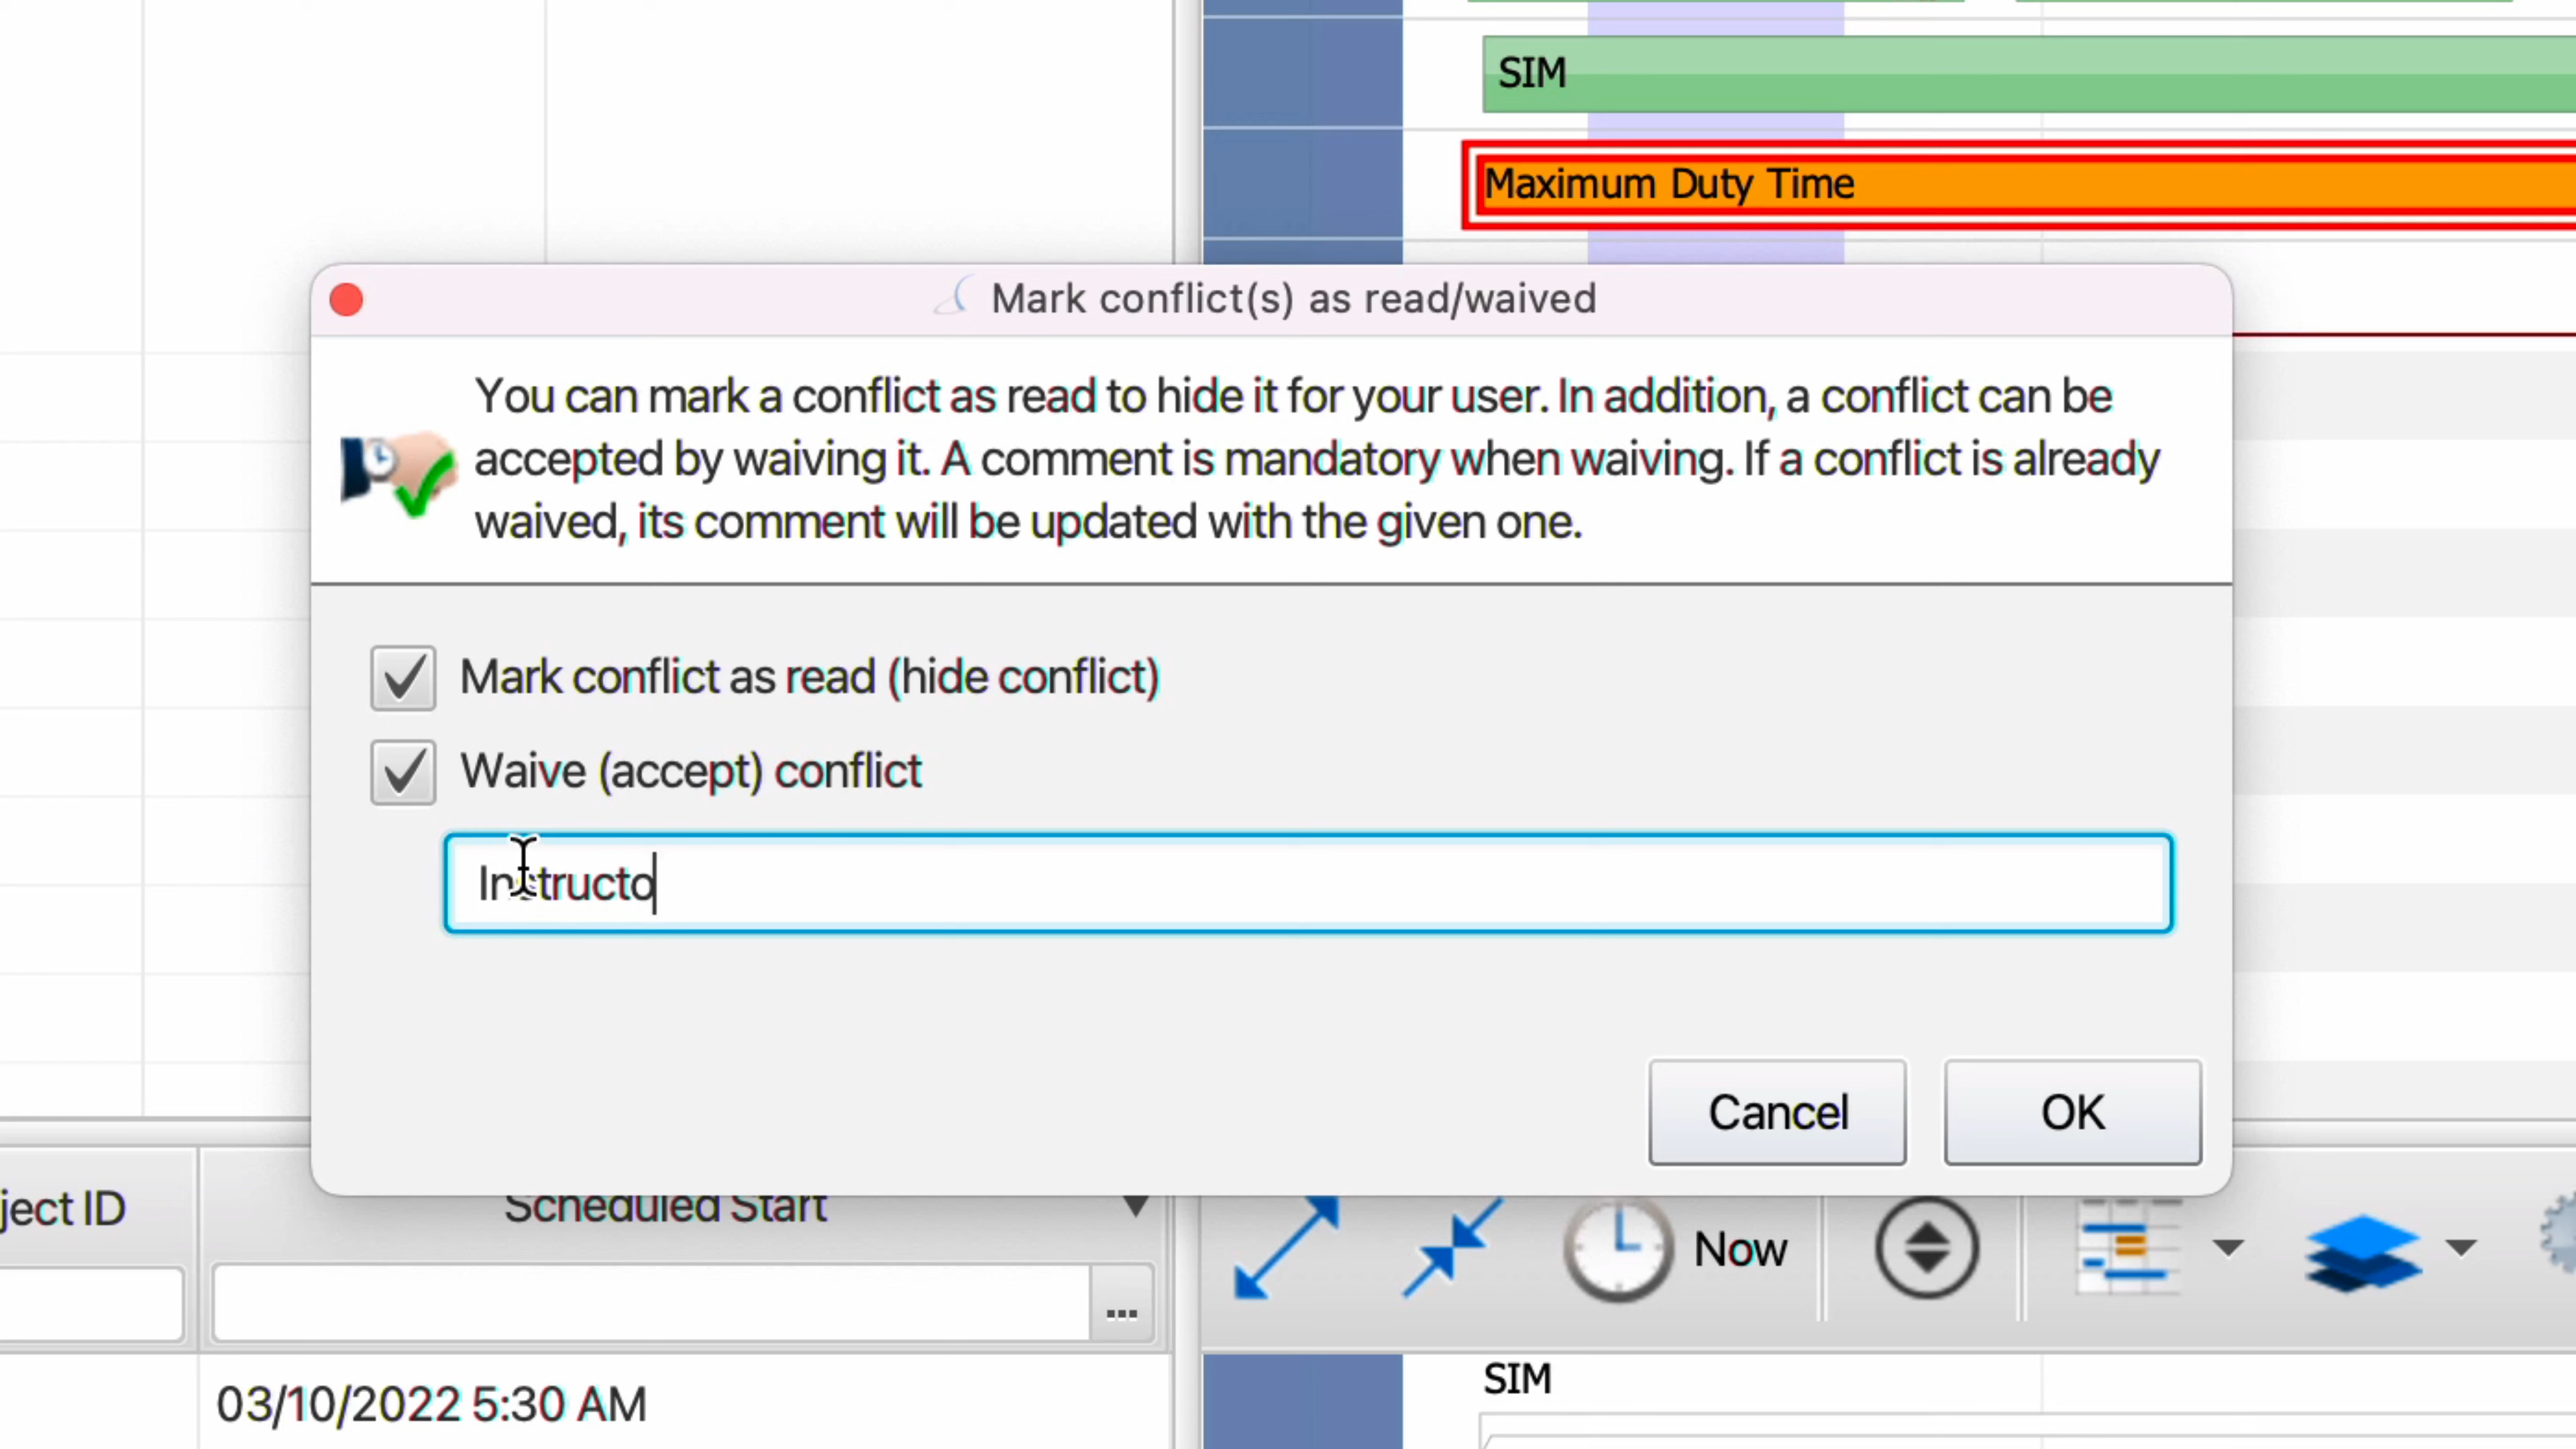 SIM
Maximum Duty Time
Mark conflict(s) as read/waived
You can mark a conflict as read to hide it for your user. In addition, a conflict can be
accepted by waiving it. A comment is mandatory when waiving. If a conflict is already
waived, its comment will be updated with the given one.
Mark conflict as read (hide conflict)
Waive (accept) conflict
Instructo
Cancel
OK
ject ID
Scheduled Start
Now
...
SIM
03/10/2022 5:30 AM